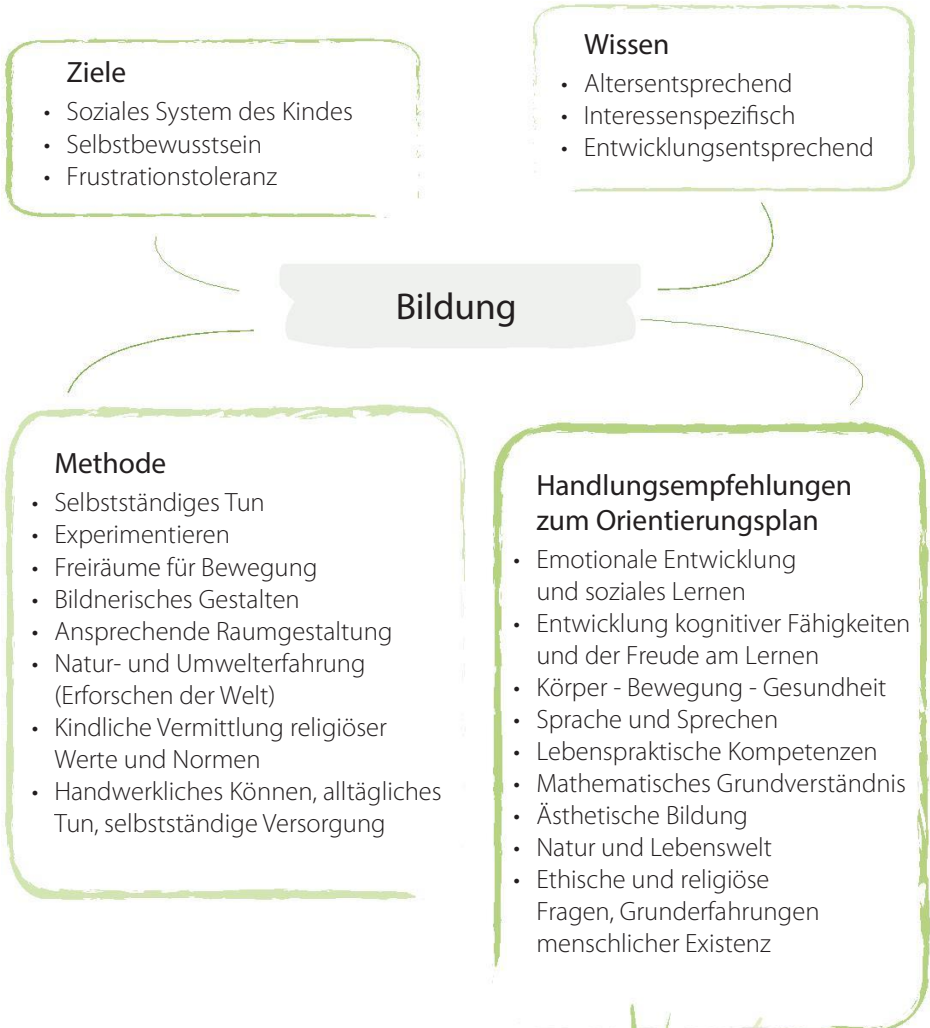 Ziele
• Soziales System des Kindes
• Selbstbewusstsein
• Frustrationstoleranz
Wissen
• Altersentsprechend
• Interessenspezifisch
• Entwicklungsentsprechend
Bildung
Methode
• Selbstständiges Tun
• Experimentieren
• Freiräume für Bewegung
• Bildnerisches Gestalten
• Ansprechende Raumgestaltung
• Natur- und Umwelterfahrung
(Erforschen der Welt)
• Kindliche Vermittlung religiöser
Werte und Normen
• Handwerkliches Können, alltägliches
Tun, selbstständige Versorgung
Handlungsempfehlungen
zum Orientierungsplan
• Emotionale Entwicklung
und soziales Lernen
• Entwicklung kognitiver Fähigkeiten
und der Freude am Lernen
• Körper - Bewegung - Gesundheit
• Sprache und Sprechen
• Lebenspraktische Kompetenzen
• Mathematisches Grundverständnis
• Ästhetische Bildung
• Natur und Lebenswelt
• Ethische und religiöse
Fragen, Grunderfahrungen
menschlicher Existenz